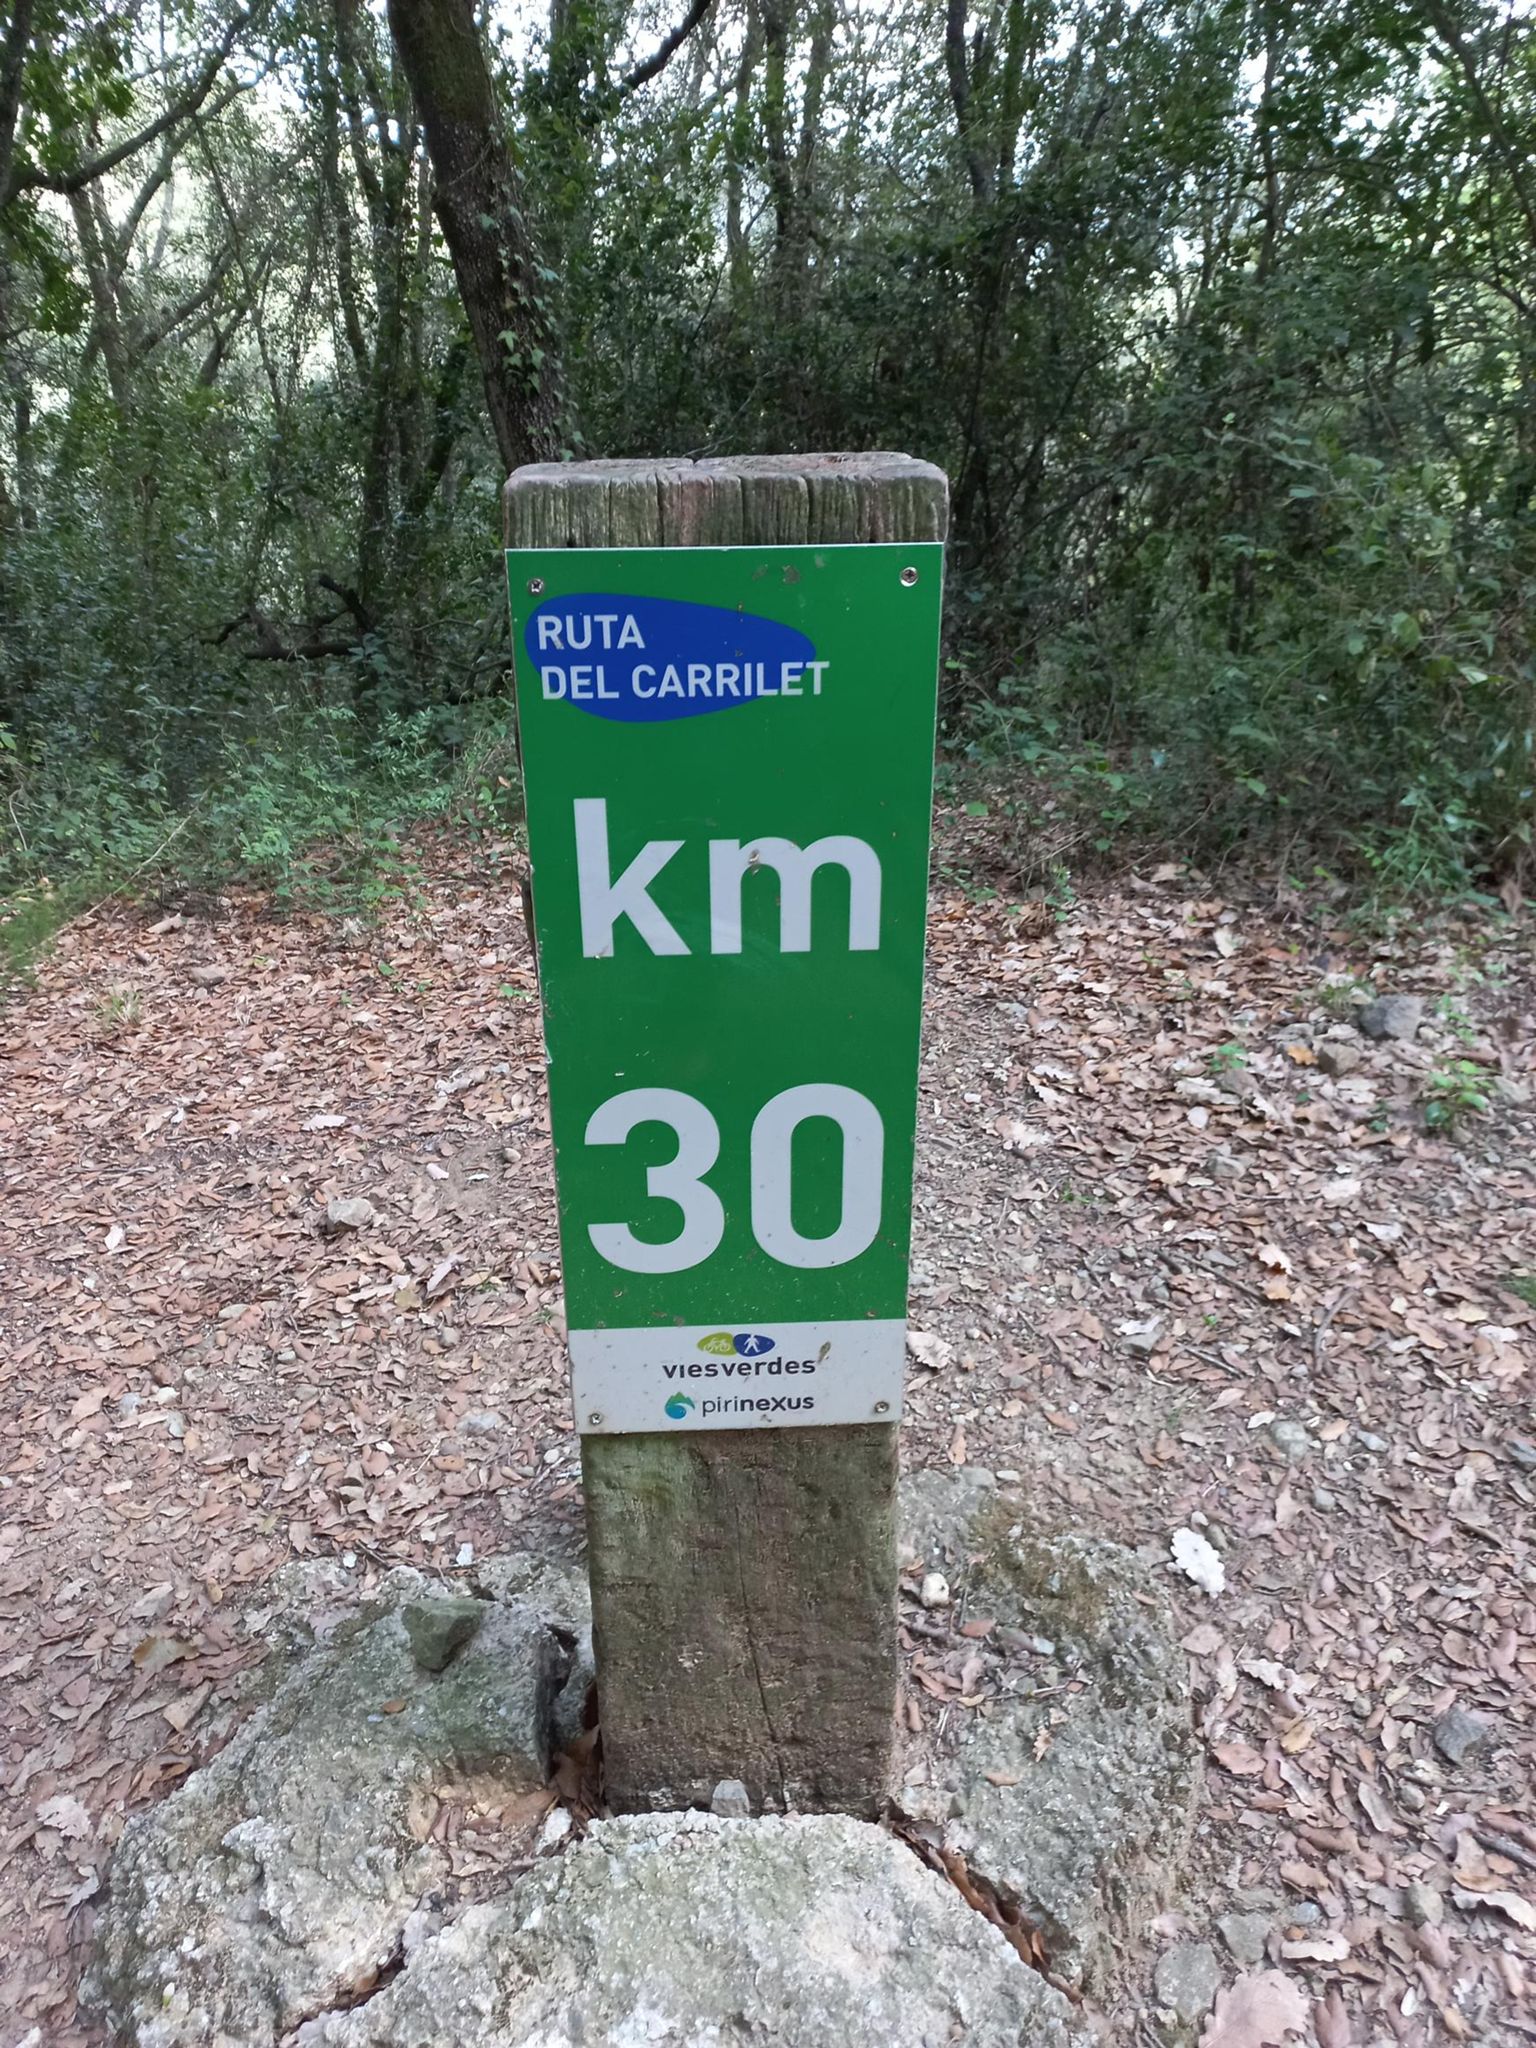 RUTA
DEL CARRILET
km
30
viesverdes
pirinexus